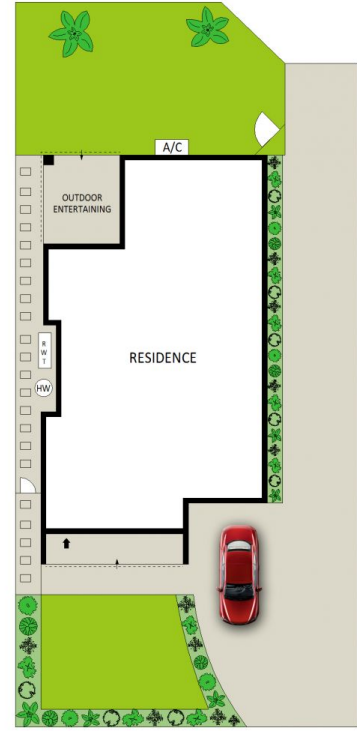 A/C
OUTDOOR
ENTERTAINING
RESIDENCE
R
W
T
HW